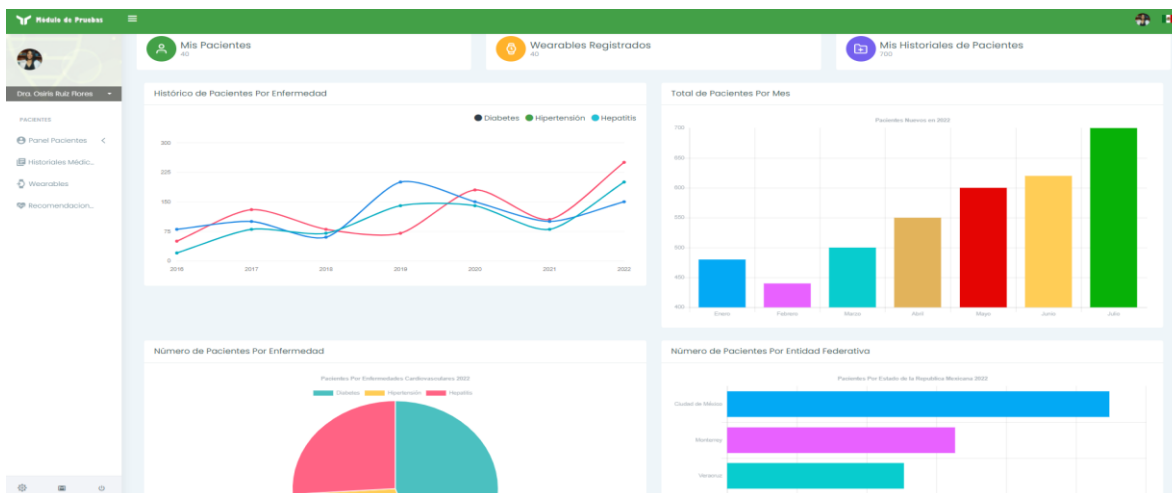 Módulo de Pruebas
Mis Pacientes
40
Wearables Registrados
40
Mis Historiales de Pacientes
700
Dra. Osiris Ruiz Flores
PACIENTES
Panel Pacientes
Historiales Médic...
Wearables
Recomendacion...
Histórico de Pacientes Por Enfermedad
Diabetes Hipertensión Hepatitis
300
225
150
75
0
2016 2017 2018 2019 2020 2021 2022
Total de Pacientes Por Mes
Pacientes Nuevos en 2022
700
650
600
550
500
450
400
Enero Febrero Marzo Abril Mayo Junio Julio
Número de Pacientes Por Enfermedad
Pacientes Por Enfermedades Cardiovasculares 2022
Diabetes Hipertensión Hepatitis
Número de Pacientes Por Entidad Federativa
Pacientes Por Estado de la República Mexicana 2022
Ciudad de México
Monterrey
Veracruz